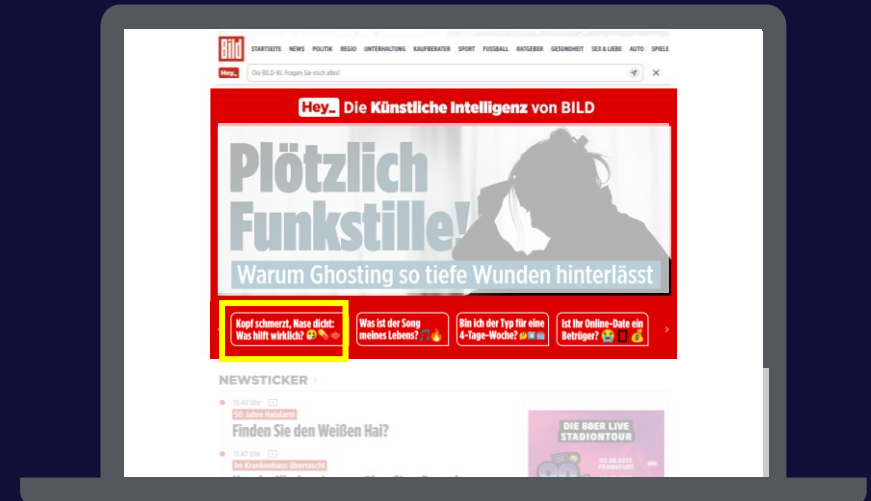 Bild STARTSEITE NEWS POLITIK REGIO UNTERHALTUNG KAUFBERATER SPORT FUSSBALL RATGEBER GESUNDHEIT SEX & LIEBE AUTO SPIELE
Hey_ Die BILD-KI. Fragen Sie mich alles!
Hey_ Die Künstliche Intelligenz von BILD
Plötzlich
Funkstille!
Warum Ghosting so tiefe Wunden hinterlässt
Kopf schmerzt, Nase dicht:
Was hilft wirklich?
Was ist der Song
meines Lebens?
Bin ich der Typ für eine
4-Tage-Woche?
Ist Ihr Online-Date ein
Betrüger?
NEWSTICKER
11.48 Uhr
50 Jahre Haialarm
Finden Sie den Weißen Hai?
11.47 Uhr
Im Krankenhaus überrascht
DIE 80ER LIVE
STADIONTOUR
02.08.2025
FRANKFURT